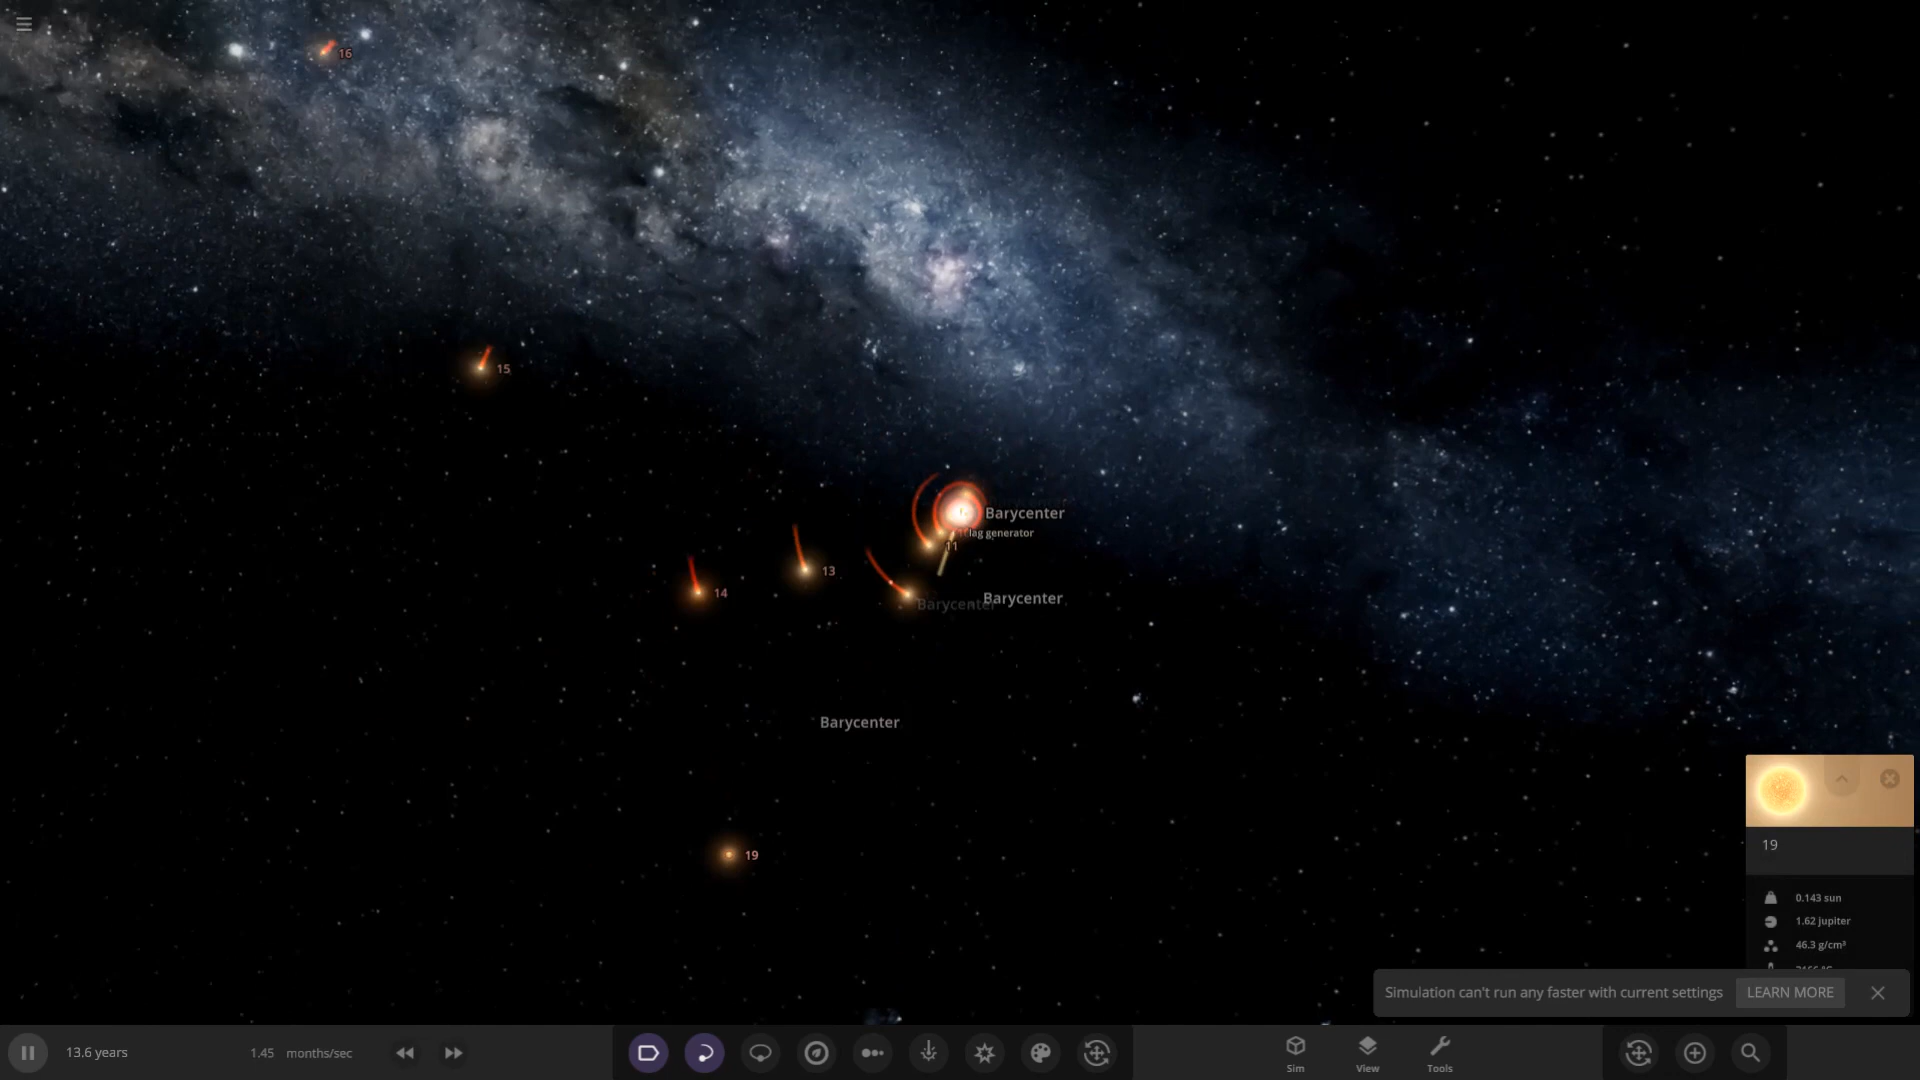 16
15
Barycenter
lag generator
11
13
14
Barycenter
Barycenter
Barycenter
19
19
0.143 sun
1.62 jupiter
46.3 g/cm³
Simulation can't run any faster with current settings LEARN MORE
13.6 years 1.45 months/sec
Sim View Tools